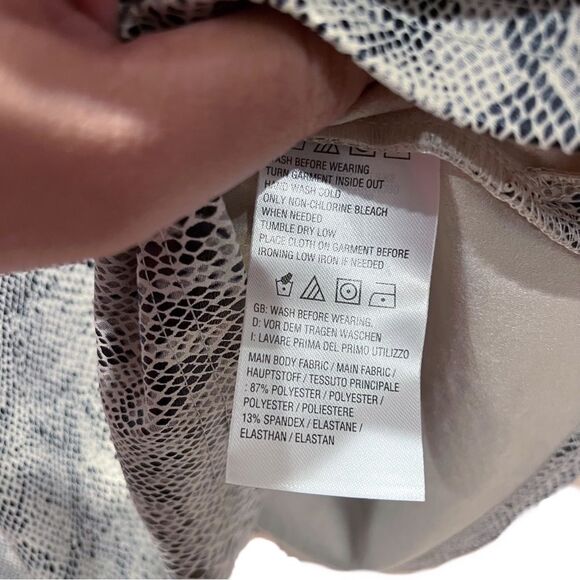 WASH BEFORE WEARING
TURN GARMENT INSIDE OUT
HAND WASH COLD
ONLY NON-CHLORINE BLEACH
WHEN NEEDED
TUMBLE DRY LOW
PLACE CLOTH ON GARMENT BEFORE
IRONING LOW IRON IF NEEDED
GB: WASH BEFORE WEARING.
D: VOR DEM TRAGEN WASCHEN
I: LAVARE PRIMA DEL PRIMO UTILIZZO
MAIN BODY FABRIC / MAIN FABRIC /
HAUPTSTOFF / TESSUTO PRINCIPALE
: 87% POLYESTER / POLYESTER /
POLYESTER / POLIESTERE
13% SPANDEX / ELASTANE /
ELASTHAN / ELASTAN